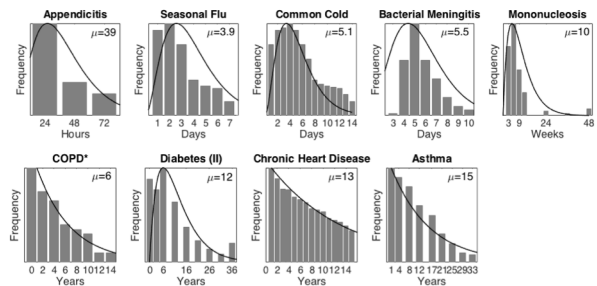 Appendicitis
μ=39
Frequency
24 48 72
Hours
Seasonal Flu
μ=3.9
Frequency
1 2 3 4 5 6 7
Days
Common Cold
μ=5.1
Frequency
2 4 6 8 10 12 14
Days
Bacterial Meningitis
μ=5.5
Frequency
3 4 5 6 7 8 9 10
Days
Mononucleosis
μ=10
Frequency
3 9 24 48
Weeks
COPD*
μ=6
Frequency
0 2 4 6 8 10 12 14
Years
Diabetes (II)
μ=12
Frequency
0 6 16 26 36
Years
Chronic Heart Disease
μ=13
Frequency
0 2 4 6 8 10 12 14
Years
Asthma
μ=15
Frequency
1 4 8 12 17 21 25 29 33
Years